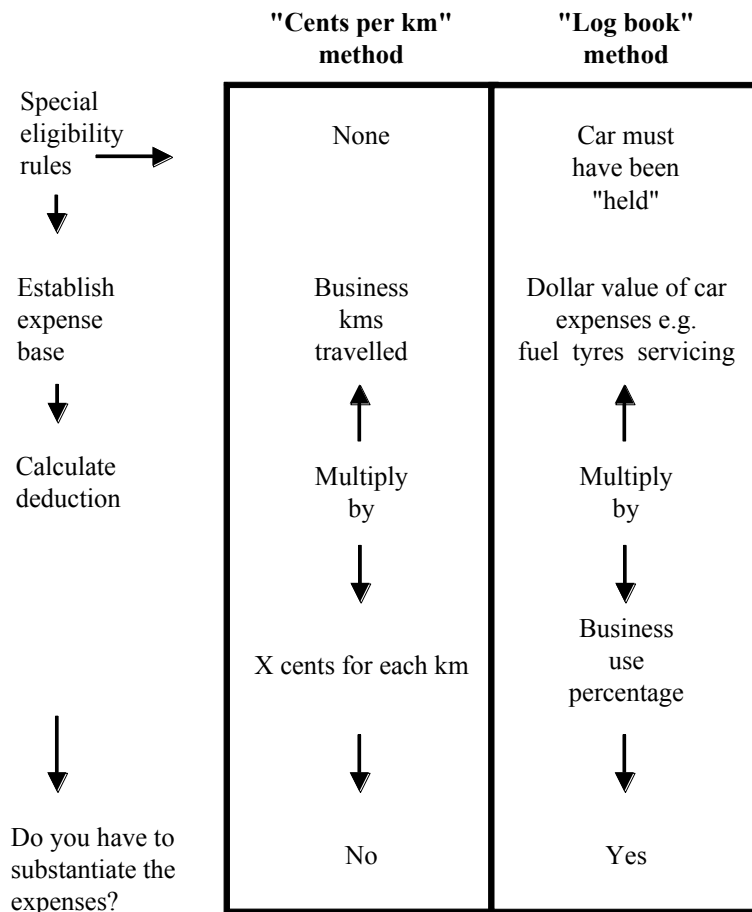 "Cents per km"
method
"Log book"
method
Special
eligibility
rules
None
Car must
have been
"held"
Establish
expense
base
Business
kms
travelled
Dollar value of car
expenses e.g.
fuel tyres servicing
Calculate
deduction
Multiply
by
Multiply
by
X cents for each km
Business
use
percentage
Do you have to
substantiate the
expenses?
No
Yes